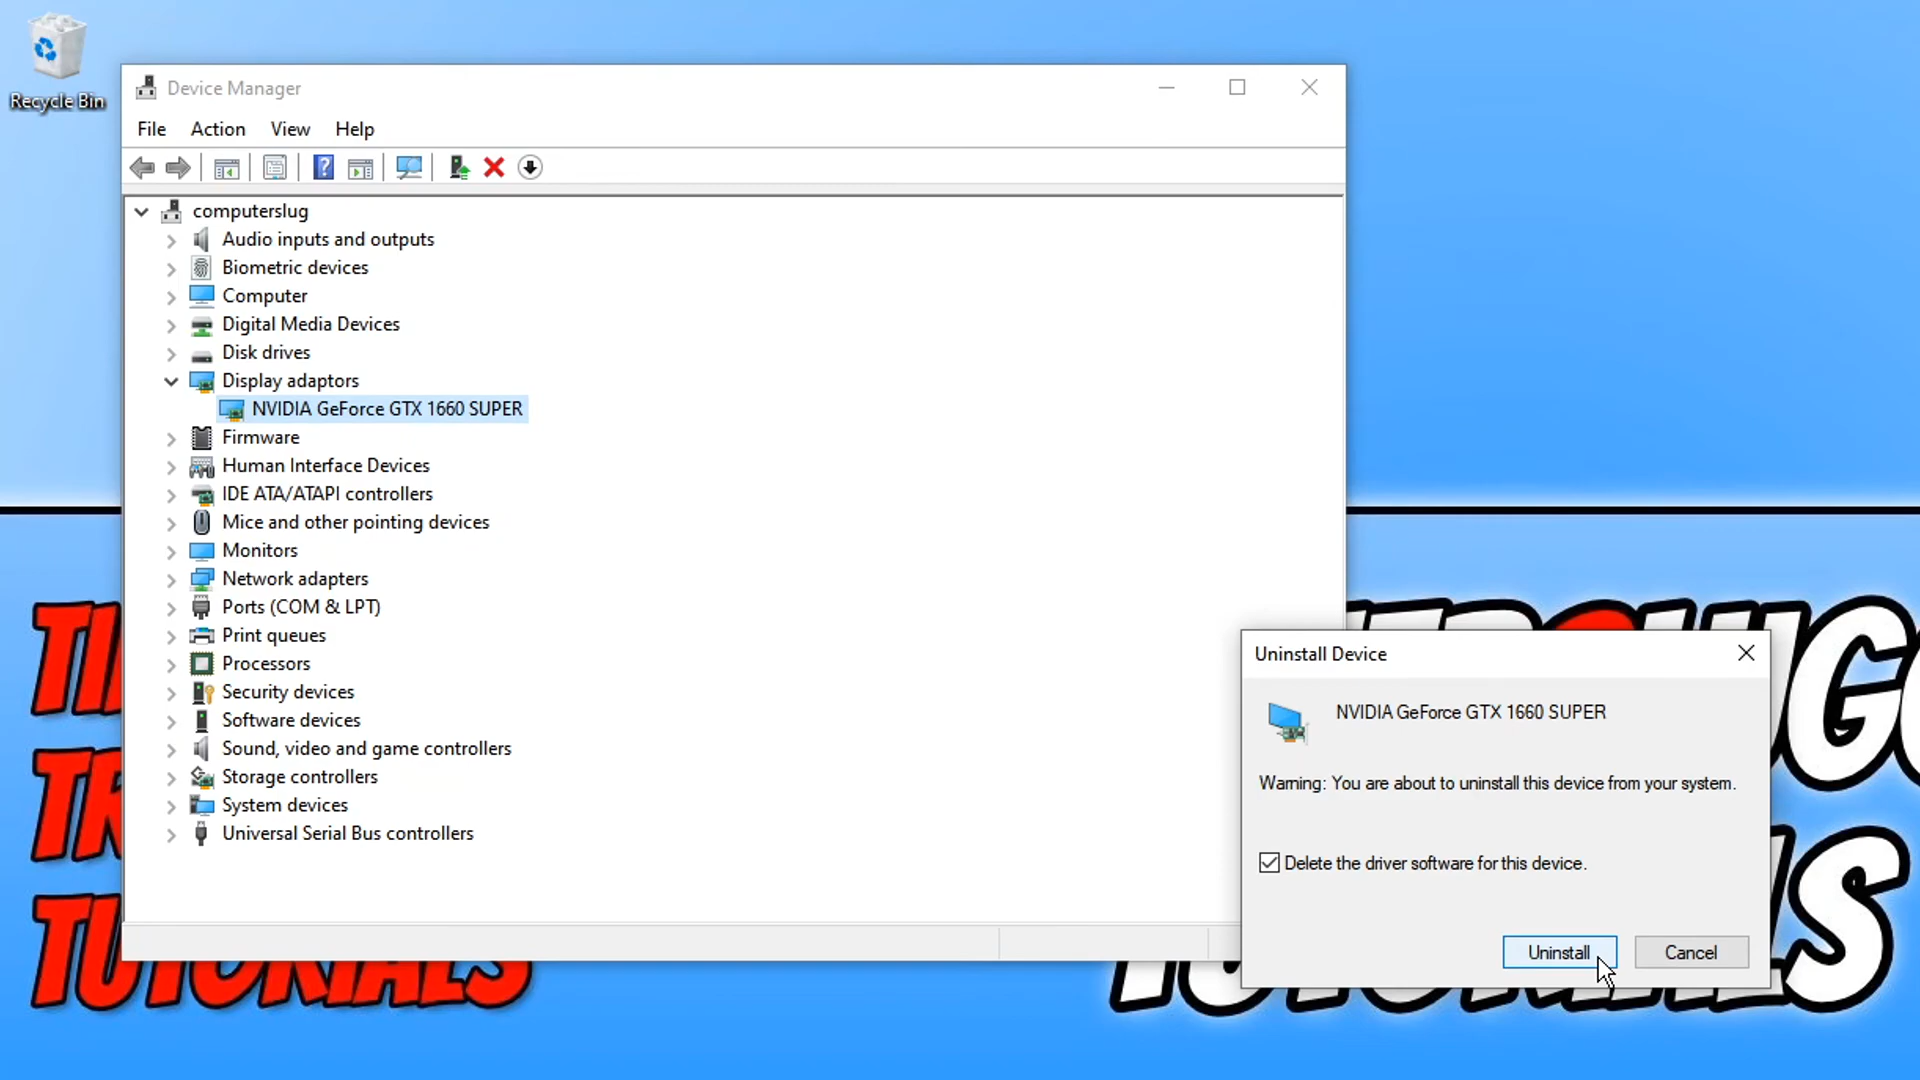 Recycle Bin
Device Manager
File Action View Help
computerslug
Audio inputs and outputs
Biometric devices
Computer
Digital Media Devices
Disk drives
Display adaptors
NVIDIA GeForce GTX 1660 SUPER
Firmware
Human Interface Devices
IDE ATA/ATAPI controllers
Mice and other pointing devices
Monitors
Network adapters
Ports (COM & LPT)
Print queues
Processors
Security devices
Software devices
Sound, video and game controllers
Storage controllers
System devices
Universal Serial Bus controllers
Uninstall Device
NVIDIA GeForce GTX 1660 SUPER
Warning: You are about to uninstall this device from your system.
Delete the driver software for this device.
Uninstall Cancel
TUTORIALS